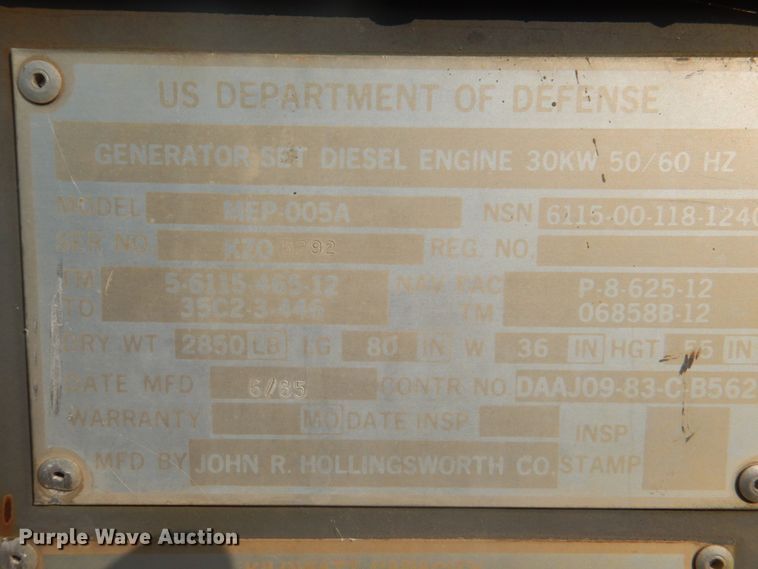 US DEPARTMENT OF DEFENSE
GENERATOR SET DIESEL ENGINE 30KW 50/60 HZ
MODEL MEP-005A NSN 6115-00-118-1240
SER NO. REG. NO.
TM 5-6115-465-12 NAV FAC P-8-625-12
TO 35C2-3-446 TM 06858B-12
DRY WT 2850 LB LG 80 IN W 36 IN HGT 55 IN
DATE MFD CONTR NO. DAAJ09-83-C-B562
WARRANTY MO DATE INSP INSP
MFD BY JOHN R. HOLLINGSWORTH CO. STAMP
Purple Wave Auction